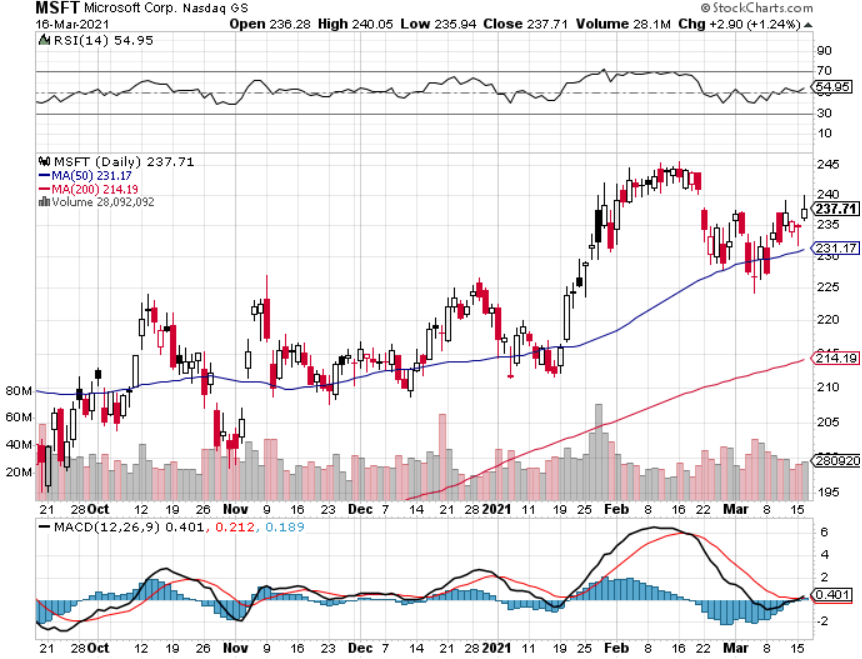 MSFT Microsoft Corp. Nasdaq GS © StockCharts.com
16-Mar-2021 Open 236.28 High 240.05 Low 235.94 Close 237.71 Volume 28.1M Chg +2.90 (+1.24%)
RSI(14) 54.95
90
70
54.95
30
10
MSFT (Daily) 237.71
MA(50) 231.17
MA(200) 214.19
Volume 28,092,092
245
240
237.71
235
231.17
230
225
220
214.19
210
205
280920
195
80M
60M
40M
20M
21 28 Oct 12 19 26 Nov 9 16 23 Dec 7 14 21 28 2021 11 19 25 Feb 8 16 22 Mar 8 15
MACD(12,26,9) 0.401, 0.212, 0.189
6
4
2
0.401
-2
21 28 Oct 12 19 26 Nov 9 16 23 Dec 7 14 21 28 2021 11 19 25 Feb 8 16 22 Mar 8 15